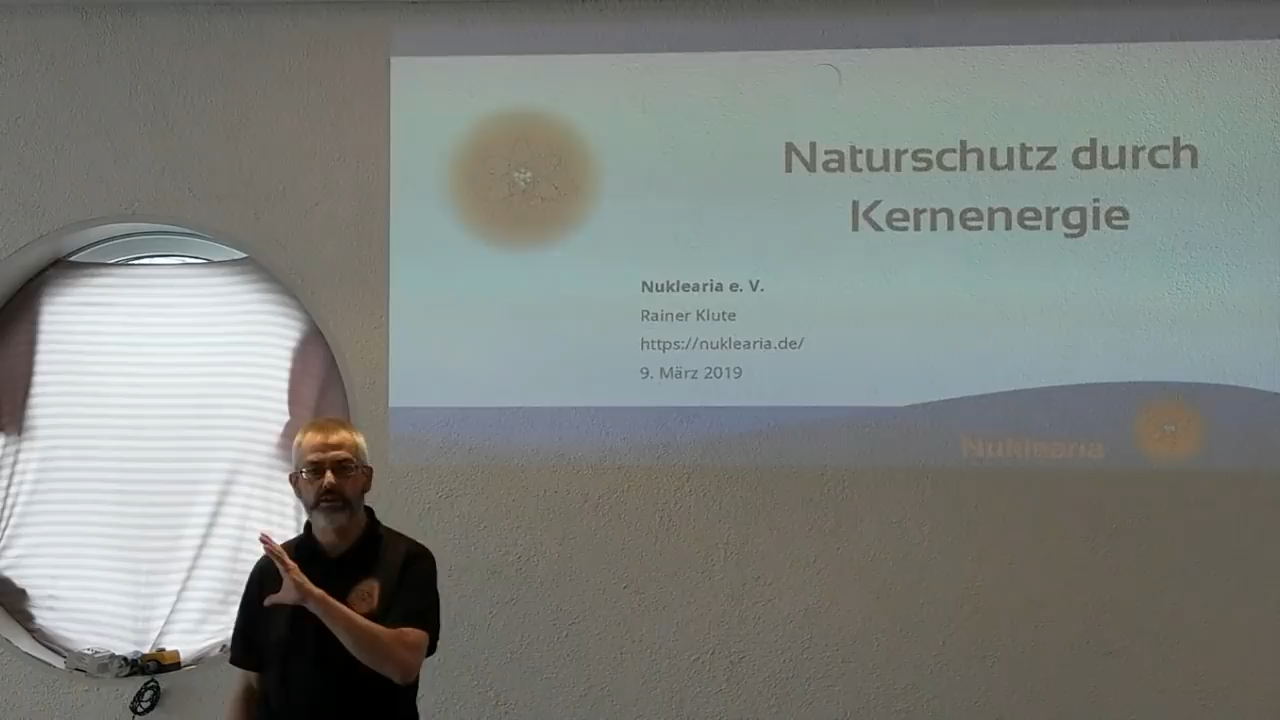 Naturschutz durch
Kernenergie
Nuklearia e. V.
Rainer Klute
https://nuklearia.de/
9. März 2019
Nuklearia